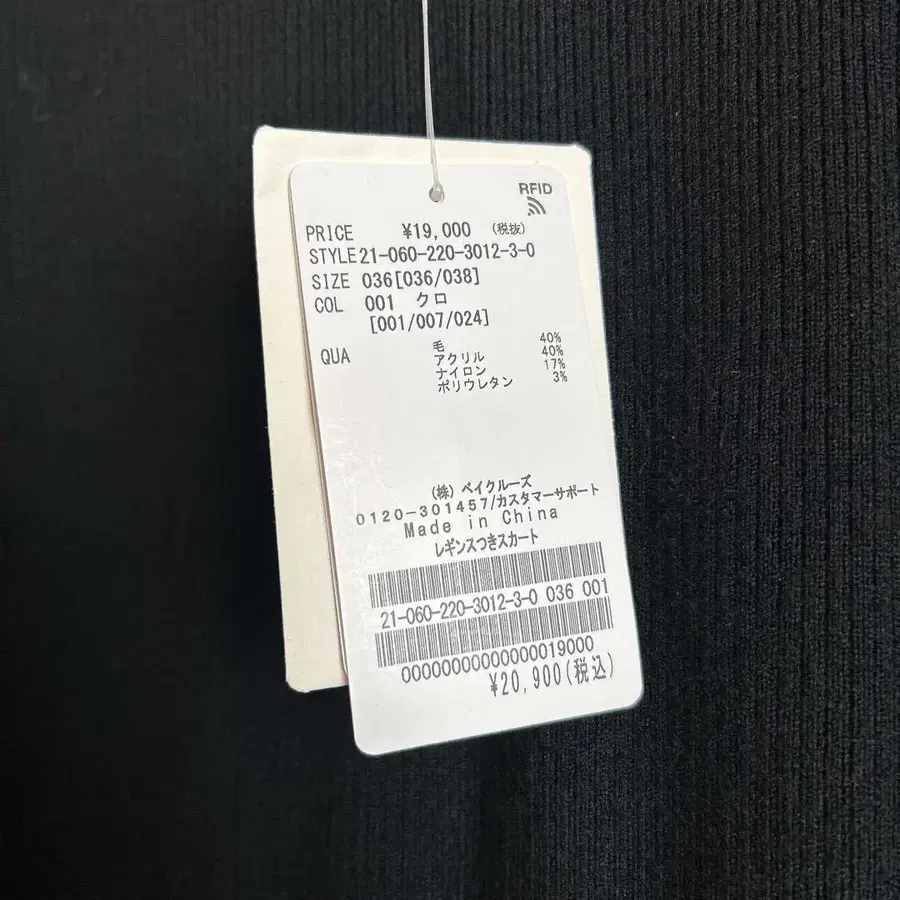 RFID
PRICE ¥19,000 (税抜)
STYLE 21-060-220-3012-3-0
SIZE 036[036/038]
COL 001 クロ
[001/007/024]
QUA 毛 40%
アクリル 40%
ナイロン 17%
ポリウレタン 3%
(株)ベイクルーズ
0120-301457/カスタマーサポート
Made in China
レギンスつきスカート
21-060-220-3012-3-0 036 001
00000000000000019000
¥20,900(税込)